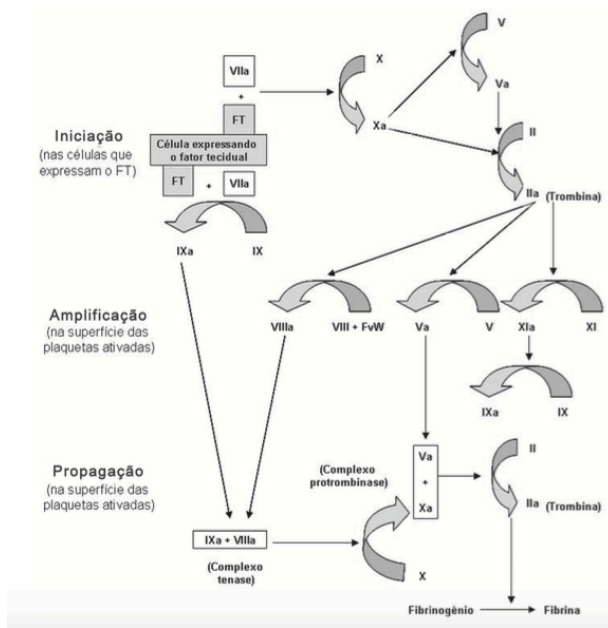 V
VIIa
X
+
Va
FT
Xa
II
Iniciação
(nas células que
expressam o FT)
Célula expressando
o fator tecidual
FT
+
VIIa
IIa (Trombina)
IXa
IX
Amplificação
(na superfície das
plaquetas ativadas)
VIIIa
VIII + FvW
Va
V
XIa
XI
IXa
IX
Propagação
(na superfície das
plaquetas ativadas)
(Complexo
protrombinase)
Va
+
Xa
II
IIa (Trombina)
IXa + VIIIa
(Complexo
tenase)
X
Fibrinogênio
Fibrina